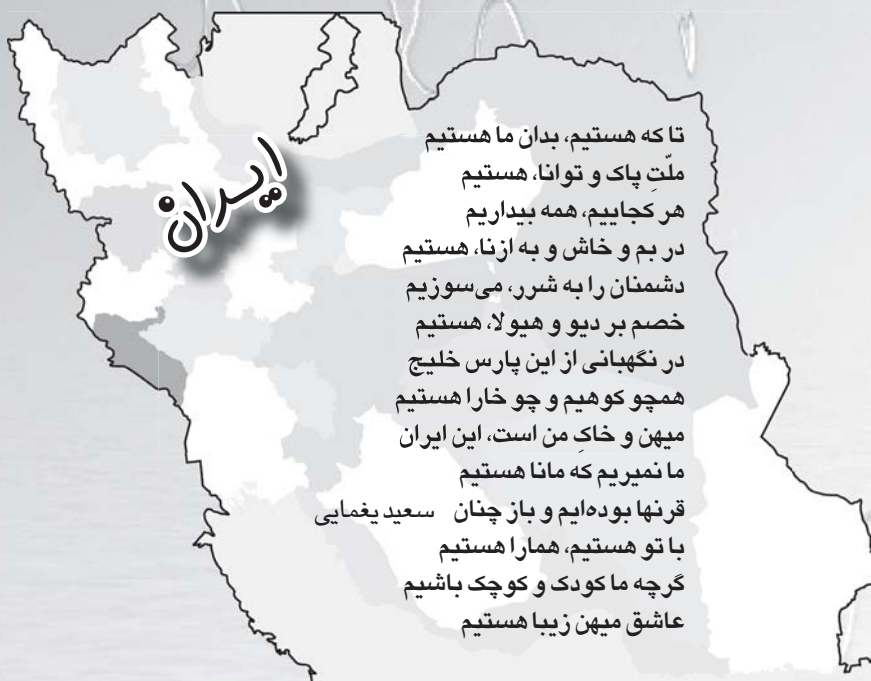 ایران
تا که هستیم، بدان ما هستیم
ملّتِ پاک و توانا، هستیم
هر کجاییم، همه بیداریم
در بم و خاش و به ازنا، هستیم
دشمنان را به شرر، می‌سوزیم
خصم بر دیو و هیولا، هستیم
در نگهبانی از این پارس خلیج
همچو کوهیم و چو خارا هستیم
میهن و خاکِ من است، این ایران
ما نمیریم که مانا هستیم
قرنها بوده‌ایم و باز چنان سعید یغمایی
با تو هستیم، همارا هستیم
گرچه ما کودک و کوچک باشیم
عاشق میهن زیبا هستیم